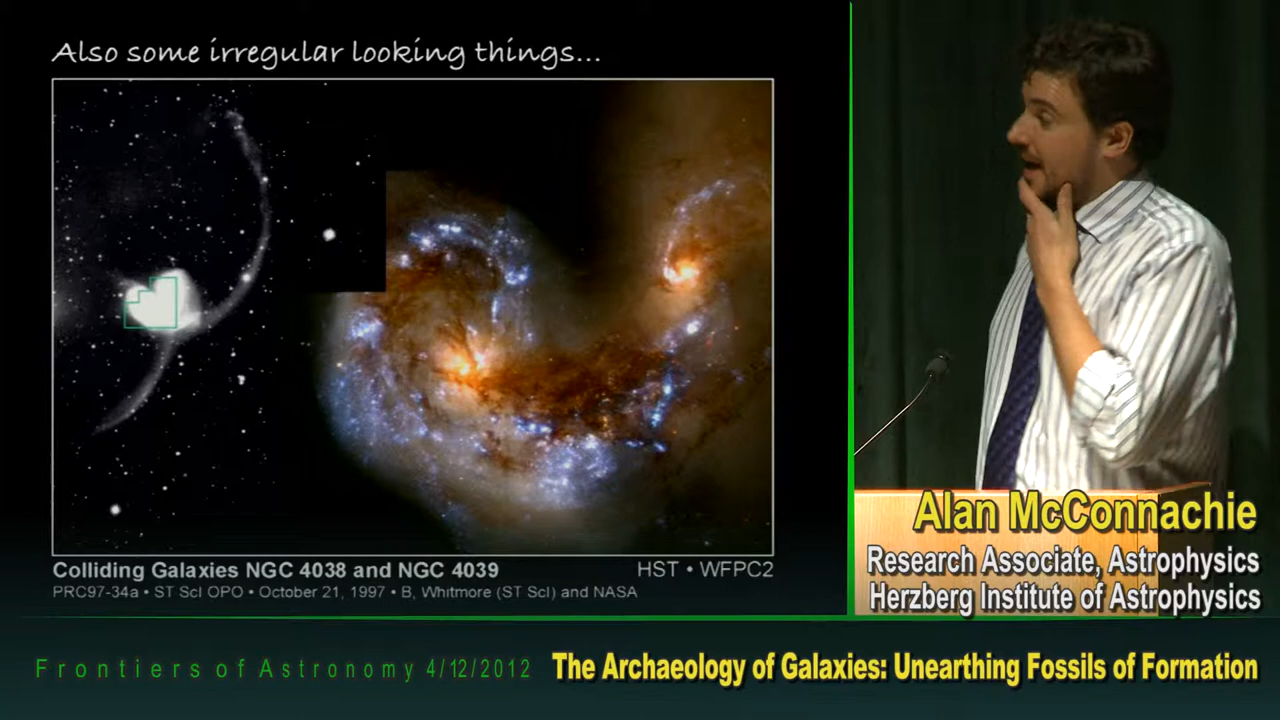 Also some irregular looking things...
Colliding Galaxies NGC 4038 and NGC 4039
HST • WFPC2
PRC97-34a • ST ScI OPO • October 21, 1997 • B, Whitmore (ST ScI) and NASA
Alan McConnachie
Research Associate, Astrophysics
Herzberg Institute of Astrophysics
Frontiers of Astronomy 4/12/2012
The Archaeology of Galaxies: Unearthing Fossils of Formation